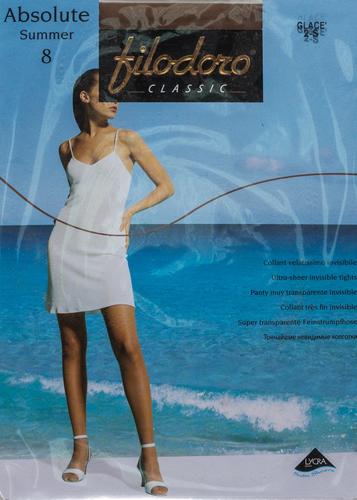 Absolute
Summer
8
filodoro
CLASSIC
GLACE'
2-S
Collant velatissimo invisibile
Ultra-sheer invisible tights
Panty muy transparente invisible
Collant très fin invisible
Super transparente Feinstrumpfhose
Тончайшие невидимые колготки
LYCRA